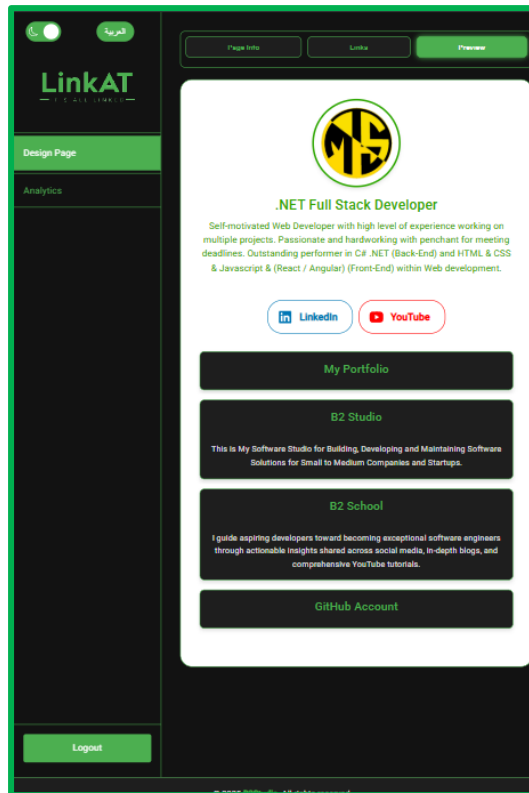 العربية
LinkAT
IT'S ALL LINKED
Design Page
Analytics
Logout
Page Info
Links
Preview
.NET Full Stack Developer
Self-motivated Web Developer with high level of experience working on
multiple projects. Passionate and hardworking with penchant for meeting
deadlines. Outstanding performer in C# .NET (Back-End) and HTML & CSS
& Javascript & (React / Angular) (Front-End) within Web development.
LinkedIn
YouTube
My Portfolio
B2 Studio
This is My Software Studio for Building, Developing and Maintaining Software
Solutions for Small to Medium Companies and Startups.
B2 School
I guide aspiring developers toward becoming exceptional software engineers
through actionable insights shared across social media, in-depth blogs, and
comprehensive YouTube tutorials.
GitHub Account